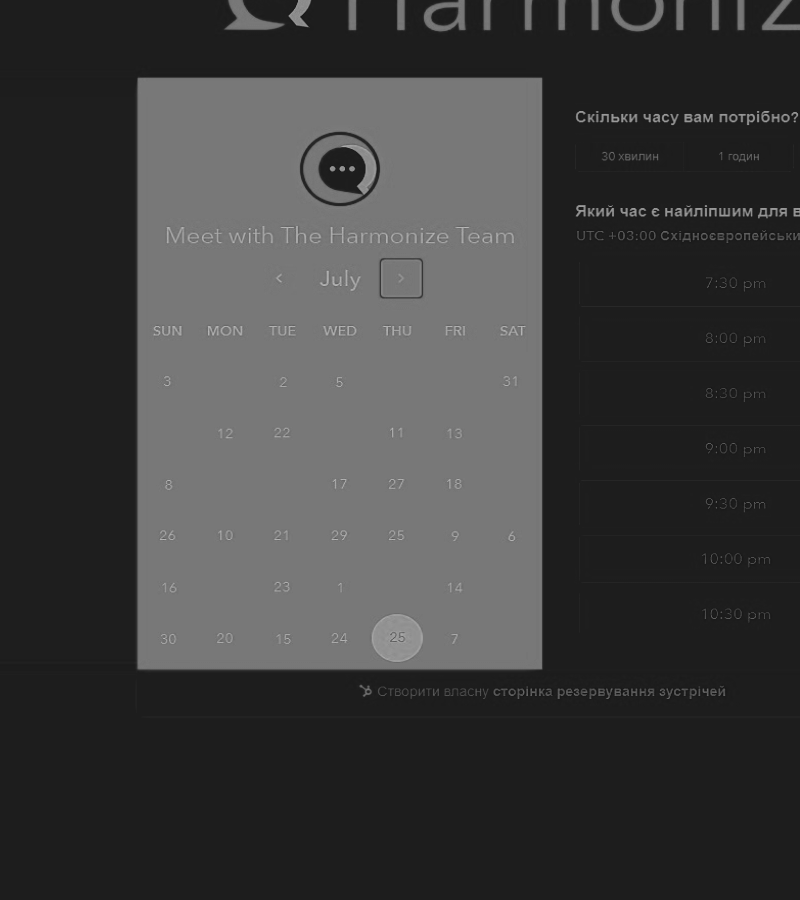 Harmoniz
Meet with The Harmonize Team
July
SUN MON TUE WED THU FRI SAT
3 2 5 31
12 22 11 13
8 17 27 18
26 10 21 29 25 9 6
16 23 1 14
30 20 15 24 25 7
Скільки часу вам потрібно?
30 хвилин 1 годин
Який час є найліпшим для в
UTC +03:00 Східноєвропейськи
7:30 pm
8:00 pm
8:30 pm
9:00 pm
9:30 pm
10:00 pm
10:30 pm
Створити власну сторінка резервування зустрічей